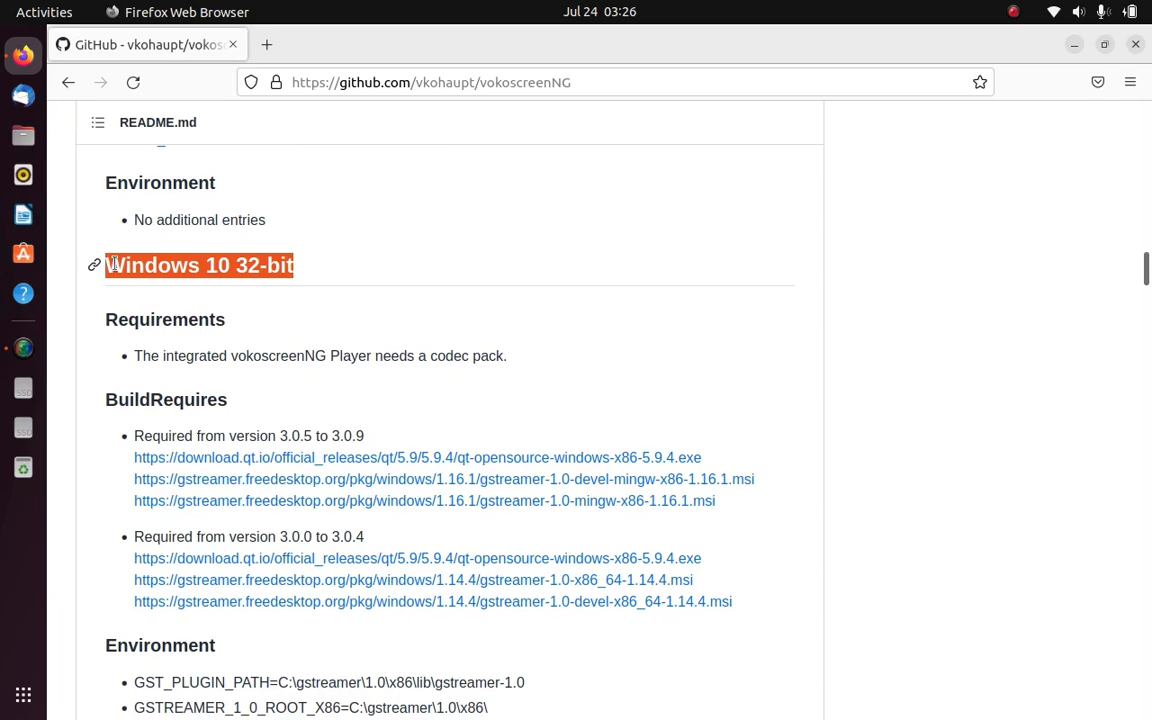 Activities
Firefox Web Browser
Jul 24 03:26
GitHub - vkohaupt/vokos
https://github.com/vkohaupt/vokoscreenNG
README.md
Environment
No additional entries
Windows 10 32-bit
Requirements
The integrated vokoscreenNG Player needs a codec pack.
BuildRequires
Required from version 3.0.5 to 3.0.9
https://download.qt.io/official_releases/qt/5.9/5.9.4/qt-opensource-windows-x86-5.9.4.exe
https://gstreamer.freedesktop.org/pkg/windows/1.16.1/gstreamer-1.0-devel-mingw-x86-1.16.1.msi
https://gstreamer.freedesktop.org/pkg/windows/1.16.1/gstreamer-1.0-mingw-x86-1.16.1.msi
Required from version 3.0.0 to 3.0.4
https://download.qt.io/official_releases/qt/5.9/5.9.4/qt-opensource-windows-x86-5.9.4.exe
https://gstreamer.freedesktop.org/pkg/windows/1.14.4/gstreamer-1.0-x86_64-1.14.4.msi
https://gstreamer.freedesktop.org/pkg/windows/1.14.4/gstreamer-1.0-devel-x86_64-1.14.4.msi
Environment
GST_PLUGIN_PATH=C:\gstreamer\1.0\x86\lib\gstreamer-1.0
GSTREAMER_1_0_ROOT_X86=C:\gstreamer\1.0\x86\